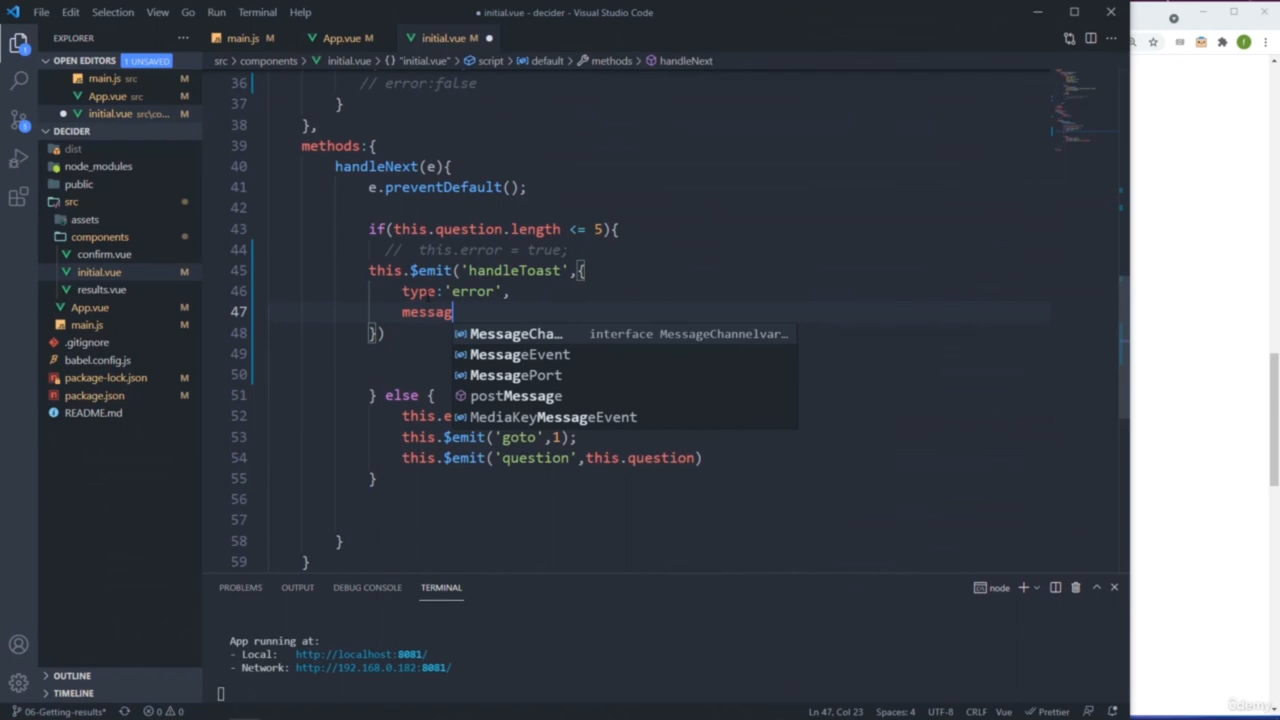 File Edit Selection View Go Run Terminal Help
● initial.vue - decider - Visual Studio Code
EXPLORER
OPEN EDITORS 1 UNSAVED
main.js src M
App.vue src M
initial.vue src\co... M
DECIDER
dist
node_modules
public
src
assets
components
confirm.vue
initial.vue M
results.vue
App.vue M
main.js M
.gitignore
babel.config.js
package-lock.json M
package.json M
README.md
OUTLINE
TIMELINE
main.js M App.vue M initial.vue M
src > components > initial.vue > {} "initial.vue" > script > default > methods > handleNext
36 // error:false
37 }
38 },
39 methods:{
40 handleNext(e){
41 e.preventDefault();
42
43 if(this.question.length <= 5){
44 // this.error = true;
45 this.$emit('handleToast',{
46 type:'error',
47 messag
48 })
49
50
51 } else {
52 this.e
53 this.$emit('goto',1);
54 this.$emit('question',this.question)
55 }
56
57
58 }
59 }
MessageCha... interface MessageChannelvar...
MessageEvent
MessagePort
postMessage
MediaKeyMessageEvent
PROBLEMS OUTPUT DEBUG CONSOLE TERMINAL
node
App running at:
- Local: http://localhost:8081/
- Network: http://192.168.0.182:8081/
06-Getting-results* 0 0
Ln 47, Col 23 Spaces: 4 UTF-8 CRLF Vue Prettier
ûdemy